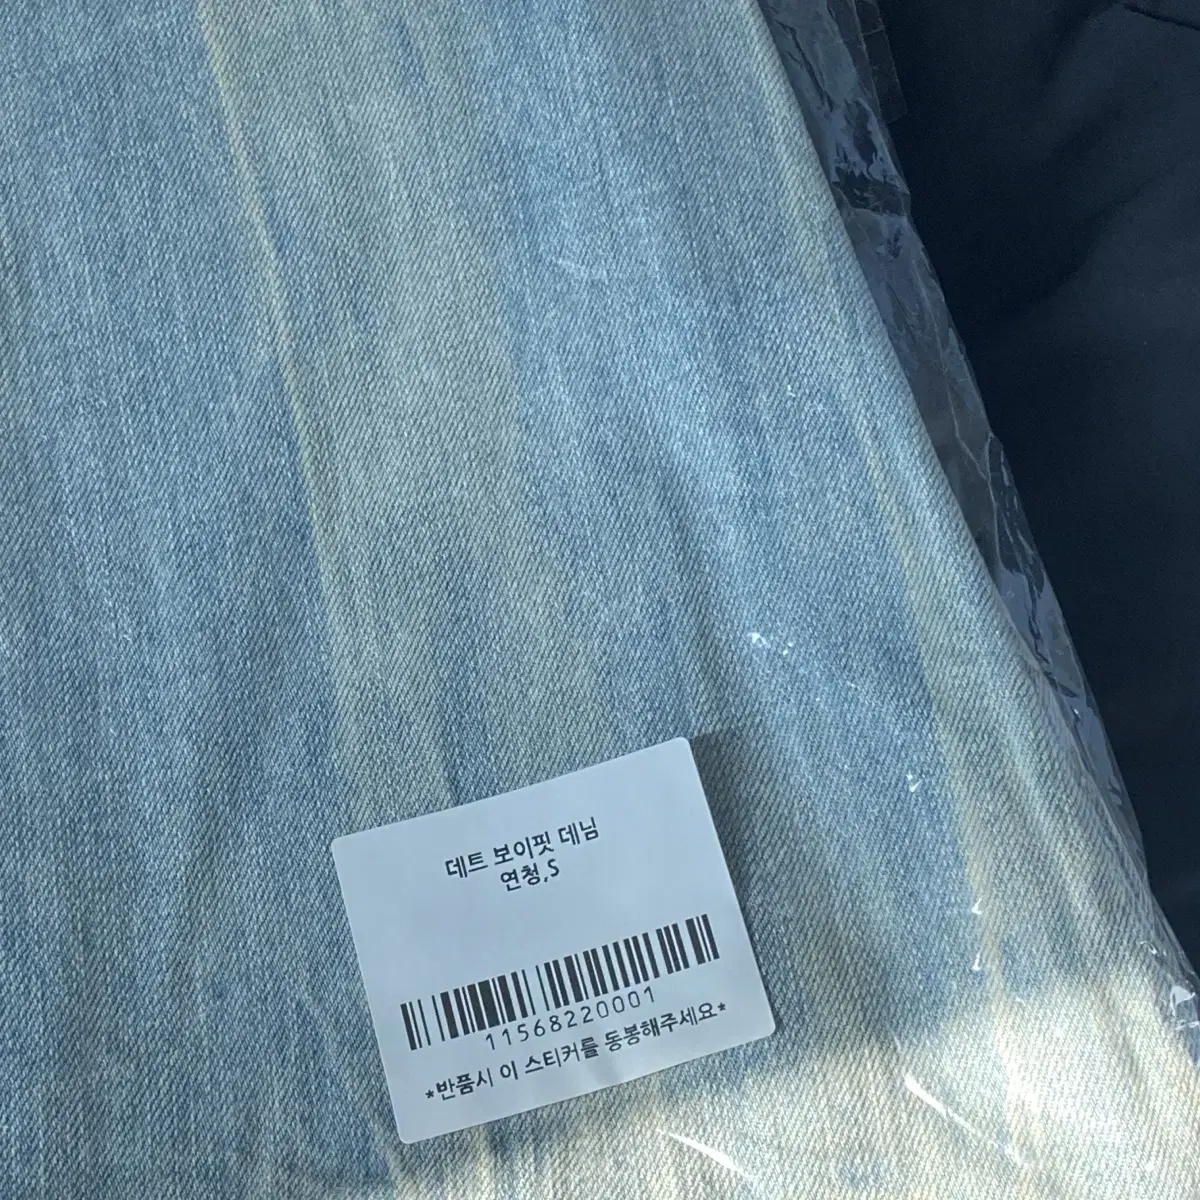 데트 보이핏 데님
연청,S
11568220001
*반품시 이 스티커를 동봉해주세요*